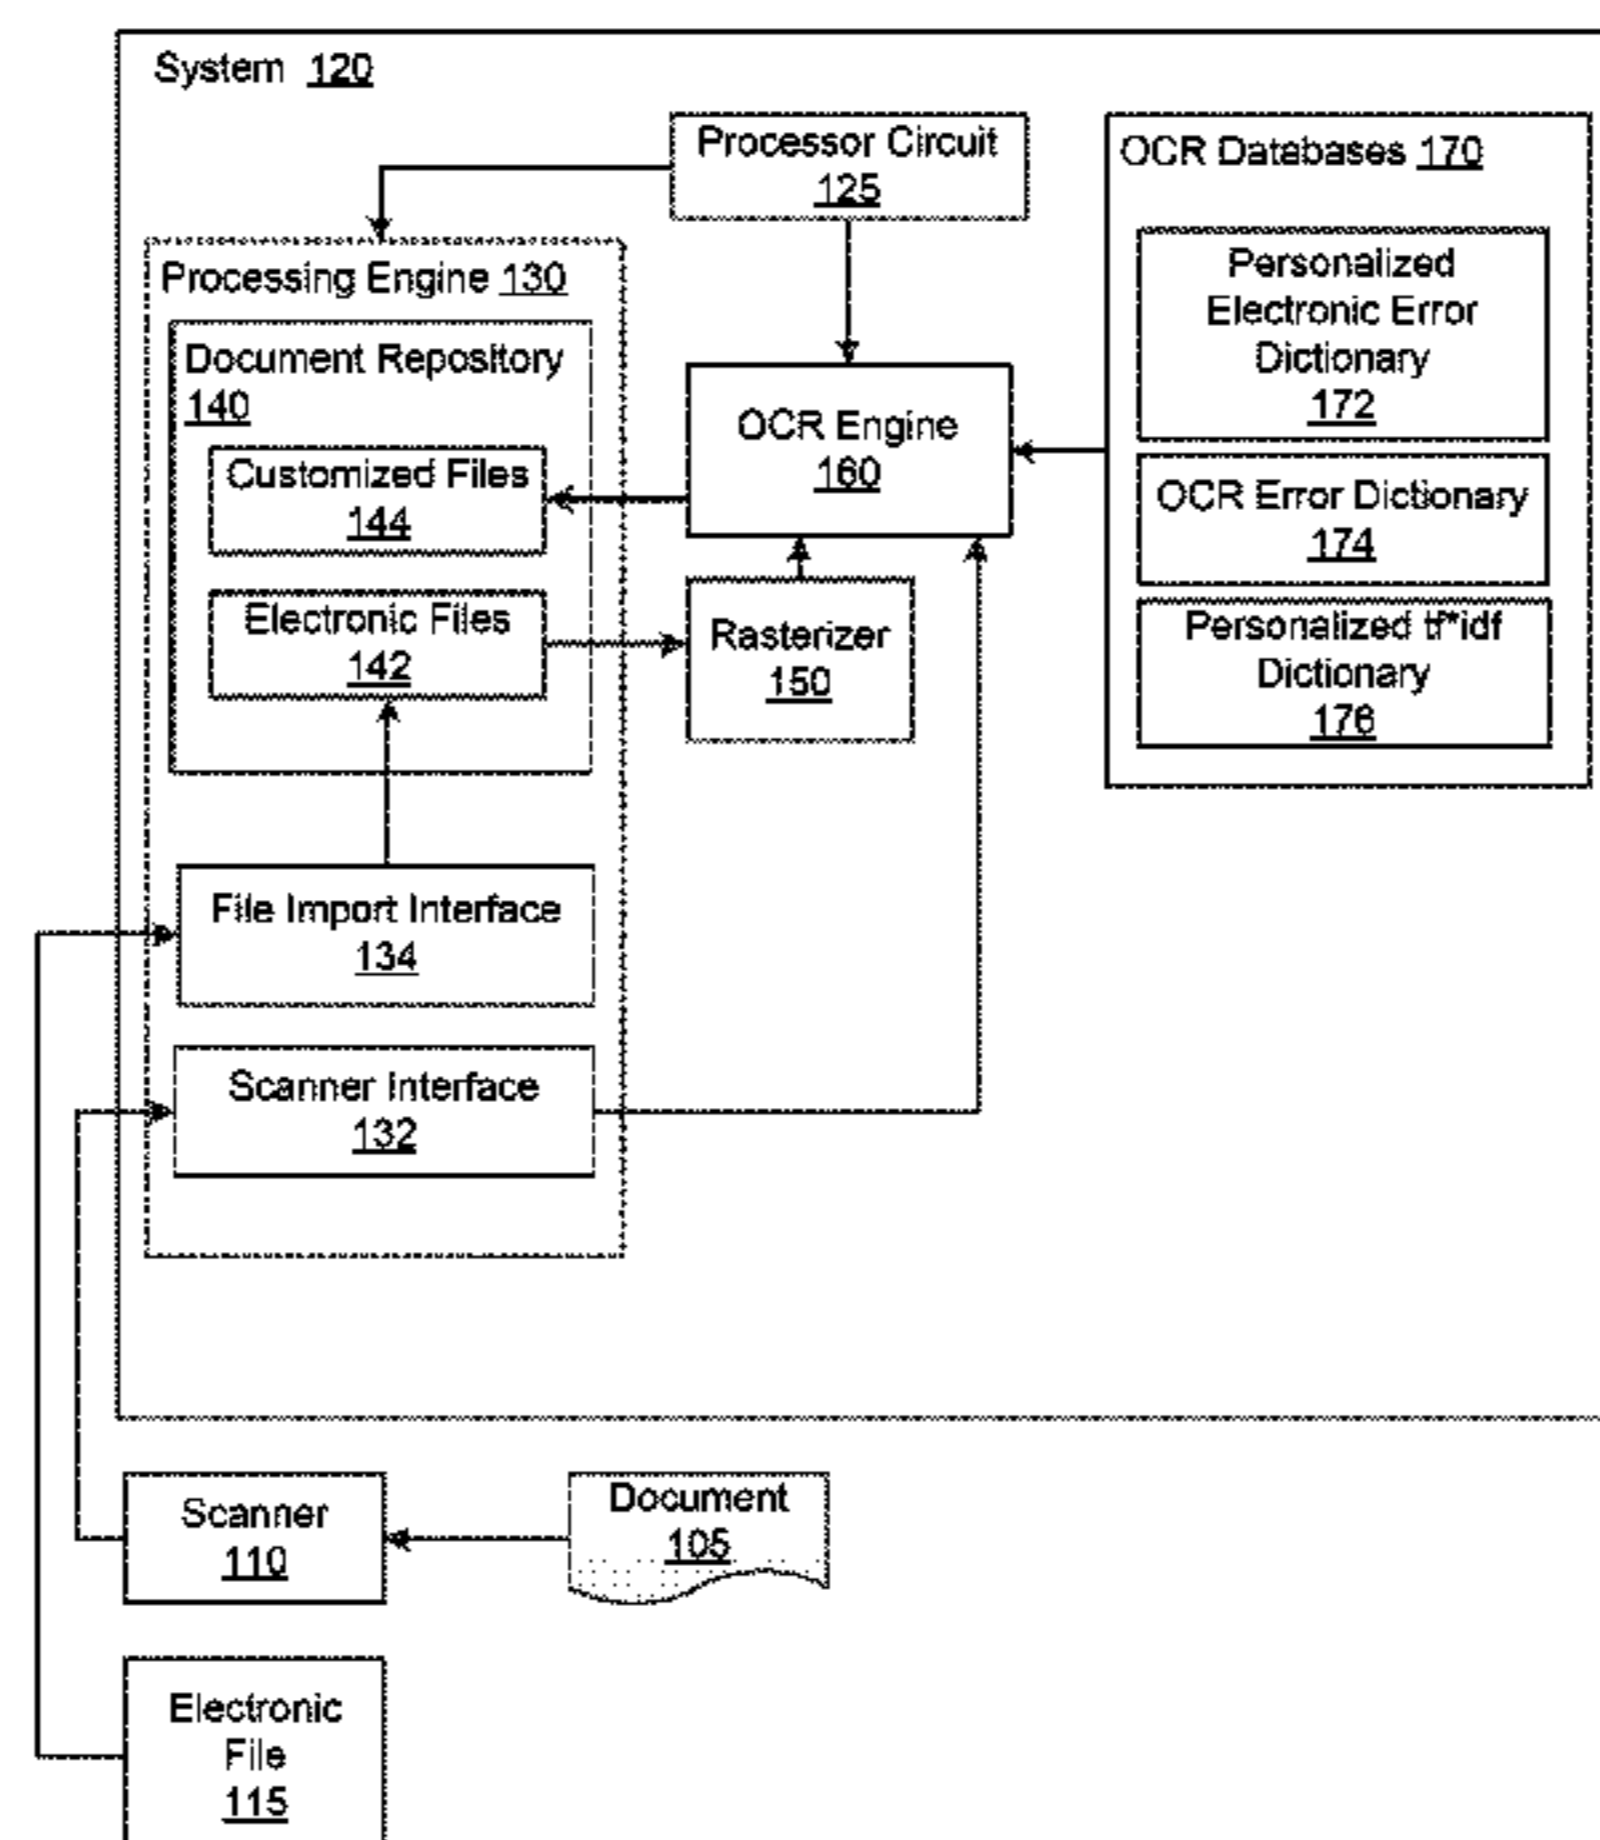 System 120
Processor Circuit
125
OCR Databases 170
Personalized
Electronic Error
Dictionary
172
OCR Error Dictionary
174
Personalized tf*idf
Dictionary
176
Processing Engine 130
Document Repository
140
Customized Files
144
Electronic Files
142
OCR Engine
160
Rasterizer
150
File Import Interface
134
Scanner Interface
132
Scanner
110
Document
105
Electronic
File
115